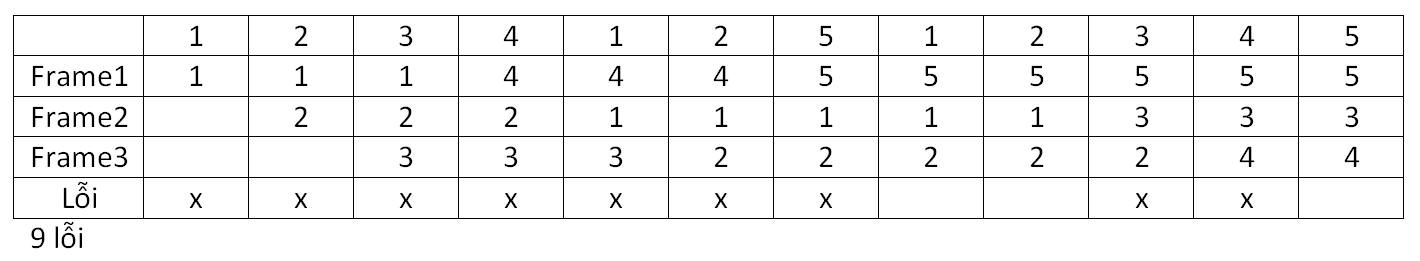 1 2 3 4 1 2 5 1 2 3 4 5
Frame1 1 1 1 4 4 4 5 5 5 5 5 5
Frame2 2 2 2 1 1 1 1 1 3 3 3
Frame3 3 3 3 2 2 2 2 2 4 4
Lỗi x x x x x x x x x
9 lỗi